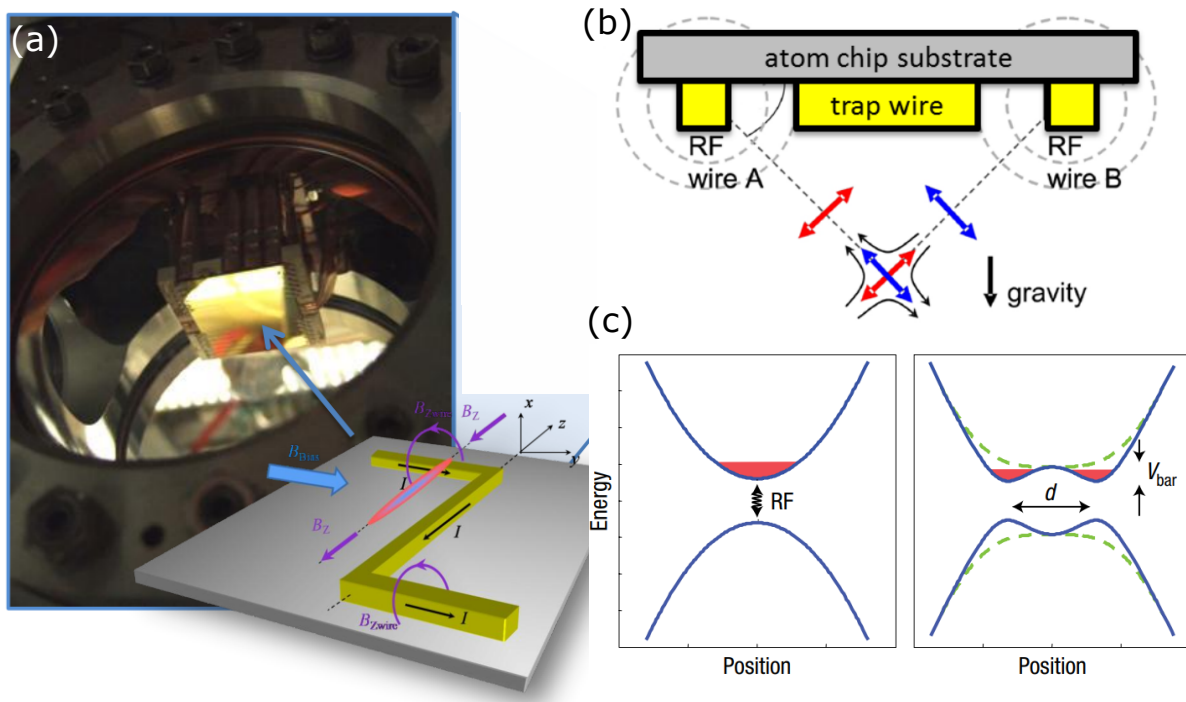 (a)
B_Zwire
B_Z
x
z
y
B_Bias
I
B_Z
I
B_Zwire
I
(b)
atom chip substrate
trap wire
RF
wire A
RF
wire B
gravity
(c)
Energy
RF
Position
d
V_bar
Position